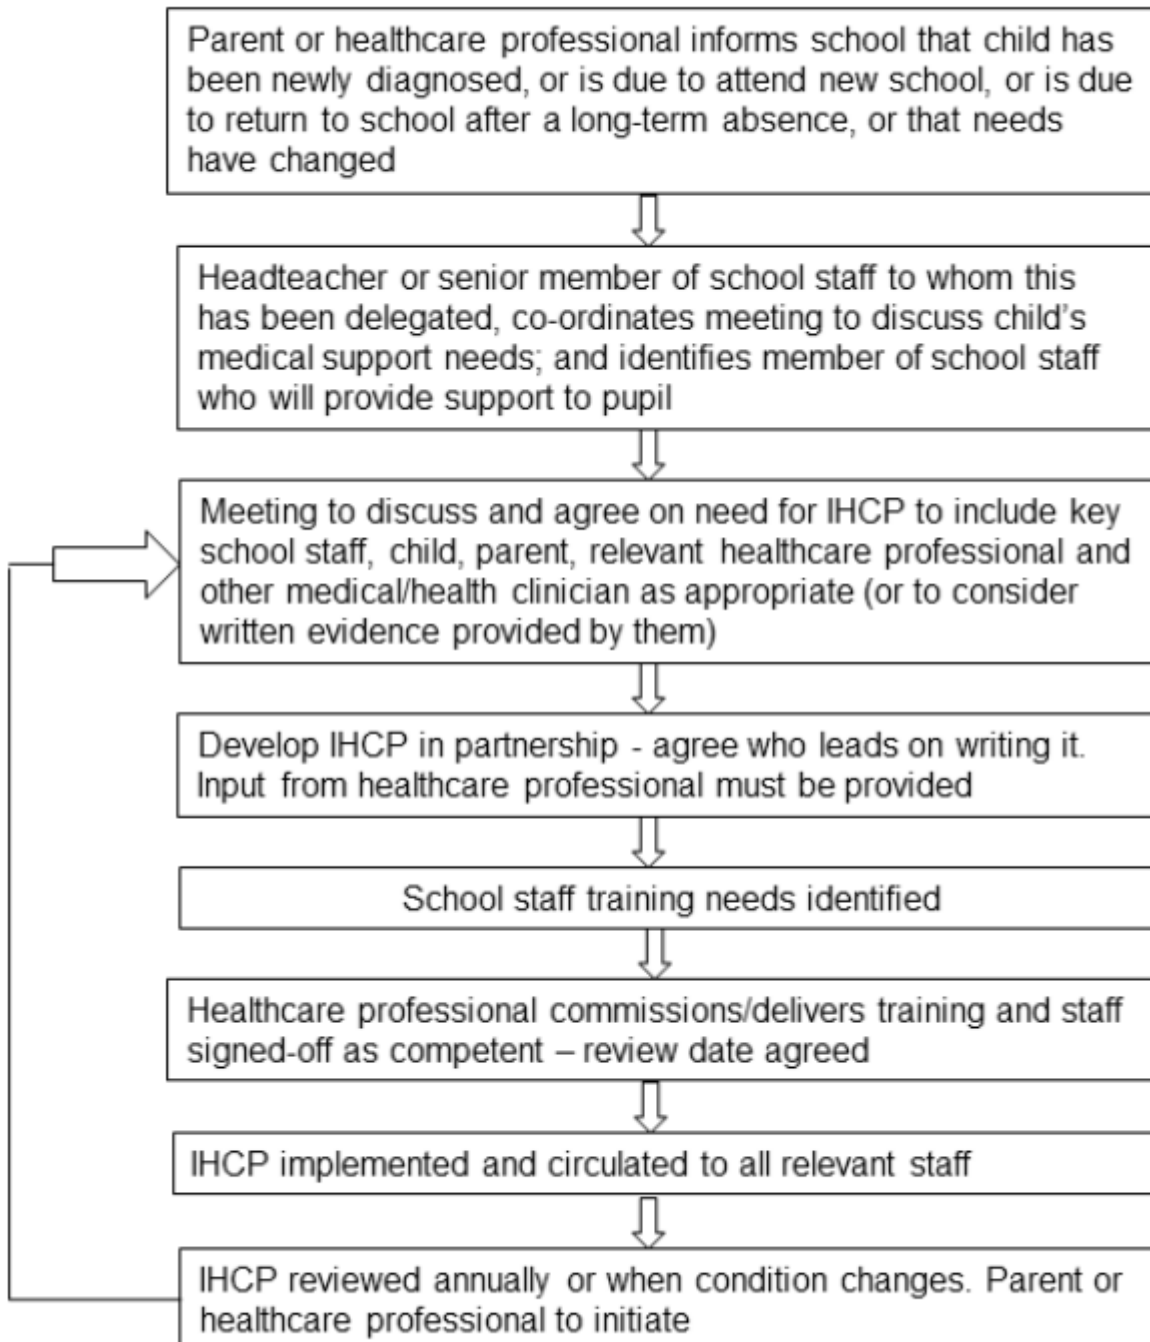 Parent or healthcare professional informs school that child has
been newly diagnosed, or is due to attend new school, or is due
to return to school after a long-term absence, or that needs
have changed
Headteacher or senior member of school staff to whom this
has been delegated, co-ordinates meeting to discuss child's
medical support needs; and identifies member of school staff
who will provide support to pupil
Meeting to discuss and agree on need for IHCP to include key
school staff, child, parent, relevant healthcare professional and
other medical/health clinician as appropriate (or to consider
written evidence provided by them)
Develop IHCP in partnership - agree who leads on writing it.
Input from healthcare professional must be provided
School staff training needs identified
Healthcare professional commissions/delivers training and staff
signed-off as competent – review date agreed
IHCP implemented and circulated to all relevant staff
IHCP reviewed annually or when condition changes. Parent or
healthcare professional to initiate